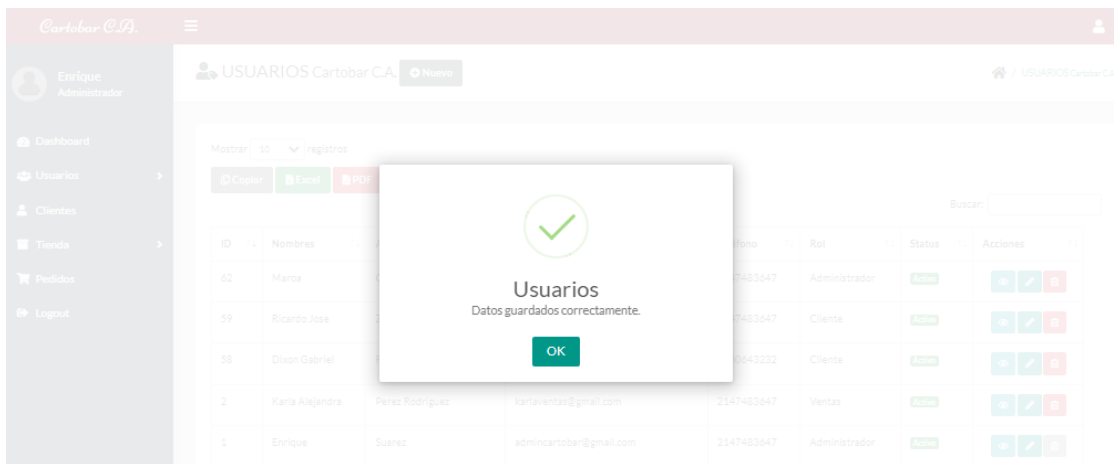 Cartobar C.A.
Enrique
Administrador
USUARIOS Cartobar C.A. Nuevo
/ USUARIOS Cartobar C.A
Dashboard
Usuarios
Clientes
Tienda
Pedidos
Logout
Mostrar 10 registros
Copiar Excel PDF
Buscar:
ID Nombres Rol Status Acciones
62 Maroa 7483647 Administrador Activo
59 Ricardo Jose 7483647 Cliente Activo
58 Dixon Gabriel 0643232 Cliente Activo
2 Karla Alejandra Perez Rodriguez karlaventas@gmail.com 2147483647 Ventas Activo
1 Enrique Suarez admincartobar@gmail.com 2147483647 Administrador Activo
Usuarios
Datos guardados correctamente.
OK